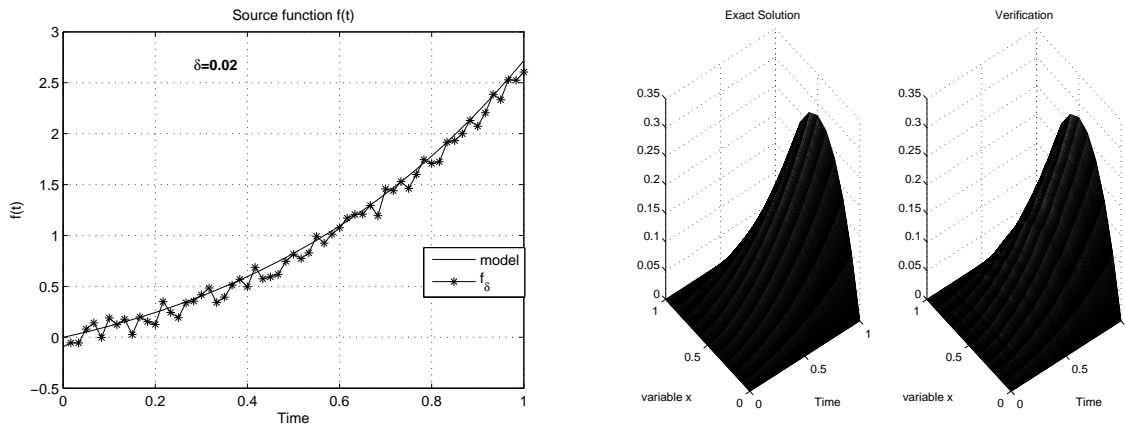 Source function f(t)
δ=0.02
3
2.5
2
1.5
1
0.5
0
−0.5
f(t)
0 0.2 0.4 0.6 0.8 1
Time
model
f_δ
Exact Solution
0.35
0.3
0.25
0.2
0.15
0.1
0.05
0
1
0.5
0
0
0.5
1
variable x
Time
Verification
0.35
0.3
0.25
0.2
0.15
0.1
0.05
0
1
0.5
0
0
0.5
1
variable x
Time